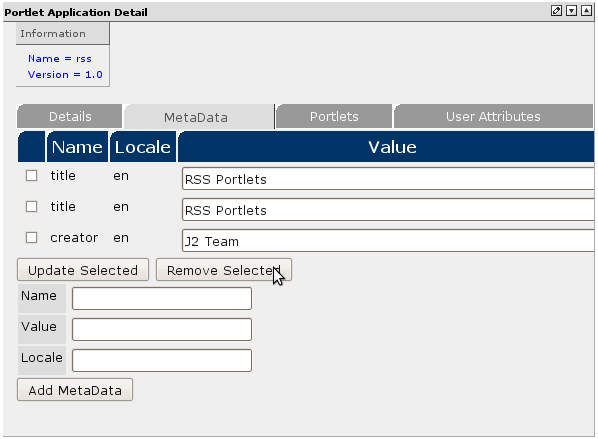 Portlet Application Detail
Information
Name = rss
Version = 1.0
Details MetaData Portlets User Attributes
Name Locale Value
title en RSS Portlets
title en RSS Portlets
creator en J2 Team
Update Selected Remove Selected
Name
Value
Locale
Add MetaData